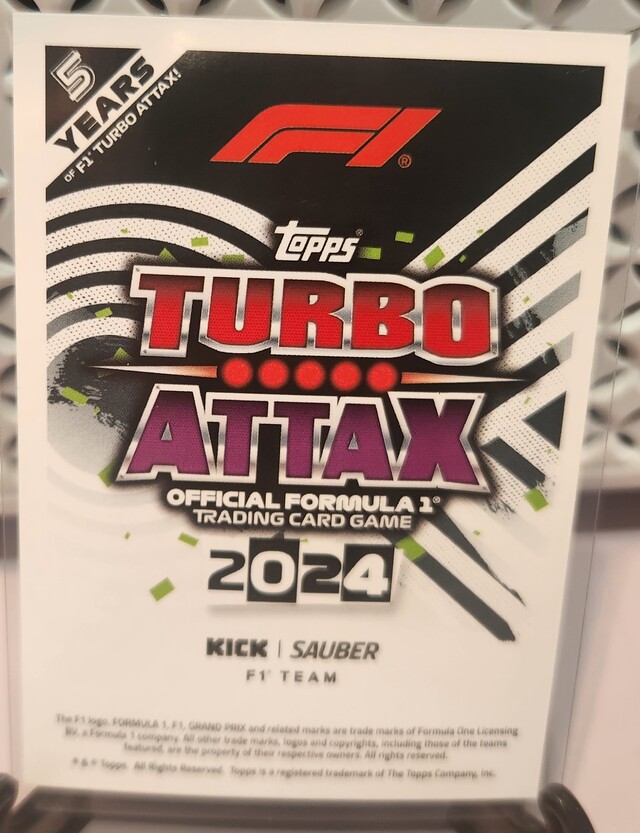 5
YEARS
OF F1® TURBO ATTAX!
F1®
Topps®
TURBO
ATTAX
OFFICIAL FORMULA 1®
TRADING CARD GAME
2024
KICK | SAUBER
F1® TEAM
The F1 logo, FORMULA 1, F1, GRAND PRIX and related marks are trade marks of Formula One Licensing
BV, a Formula 1 company. All other trade marks, logos and copyrights, including those of the teams
featured, are the property of their respective owners. All rights reserved.
® & © Topps. All Rights Reserved. Topps is a registered trademark of The Topps Company, Inc.